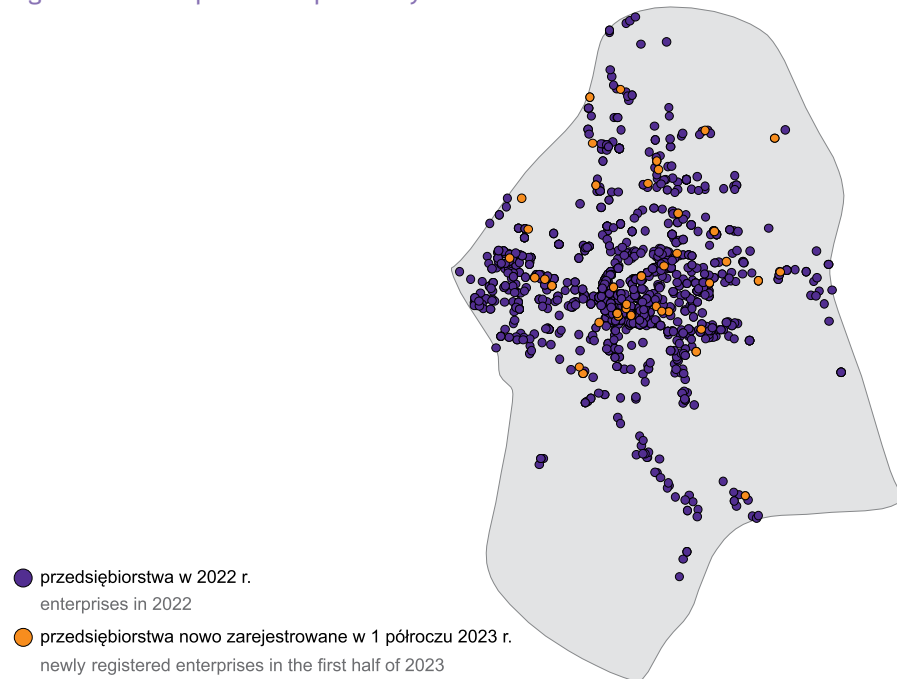 przedsiębiorstwa w 2022 r.
enterprises in 2022
przedsiębiorstwa nowo zarejestrowane w 1 półroczu 2023 r.
newly registered enterprises in the first half of 2023